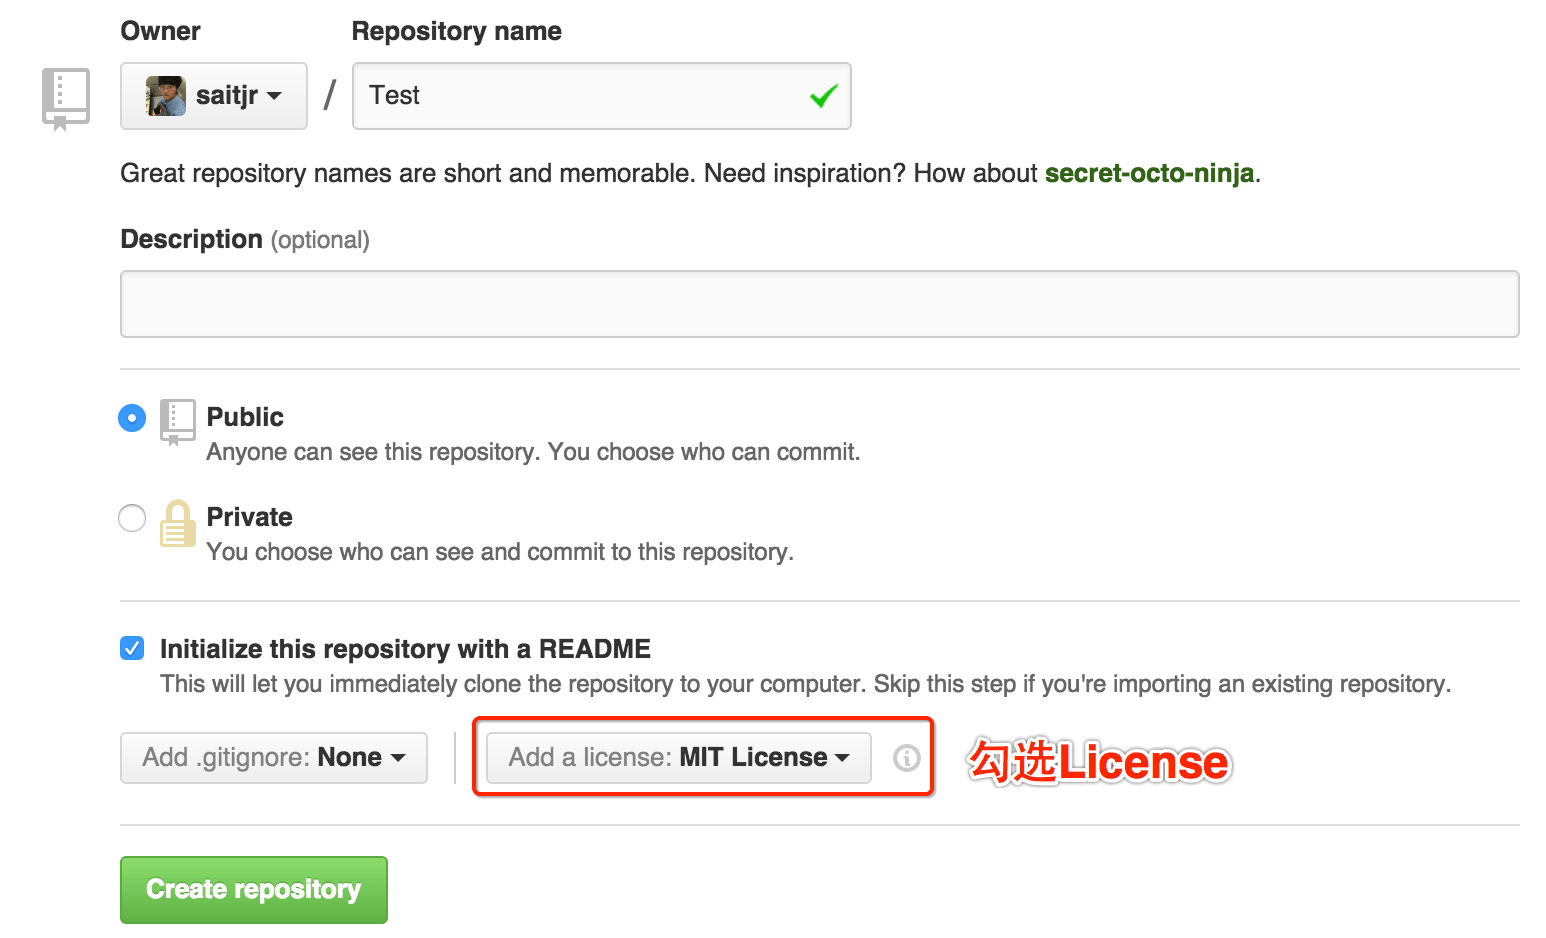 Owner Repository name
saitjr / Test
Great repository names are short and memorable. Need inspiration? How about secret-octo-ninja.
Description (optional)
Public
Anyone can see this repository. You choose who can commit.
Private
You choose who can see and commit to this repository.
Initialize this repository with a README
This will let you immediately clone the repository to your computer. Skip this step if you're importing an existing repository.
Add .gitignore: None Add a license: MIT License 勾选License
Create repository